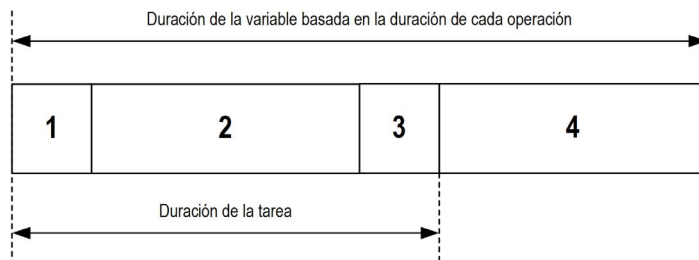 Duración de la variable basada en la duración de cada operación
1 2 3 4
Duración de la tarea